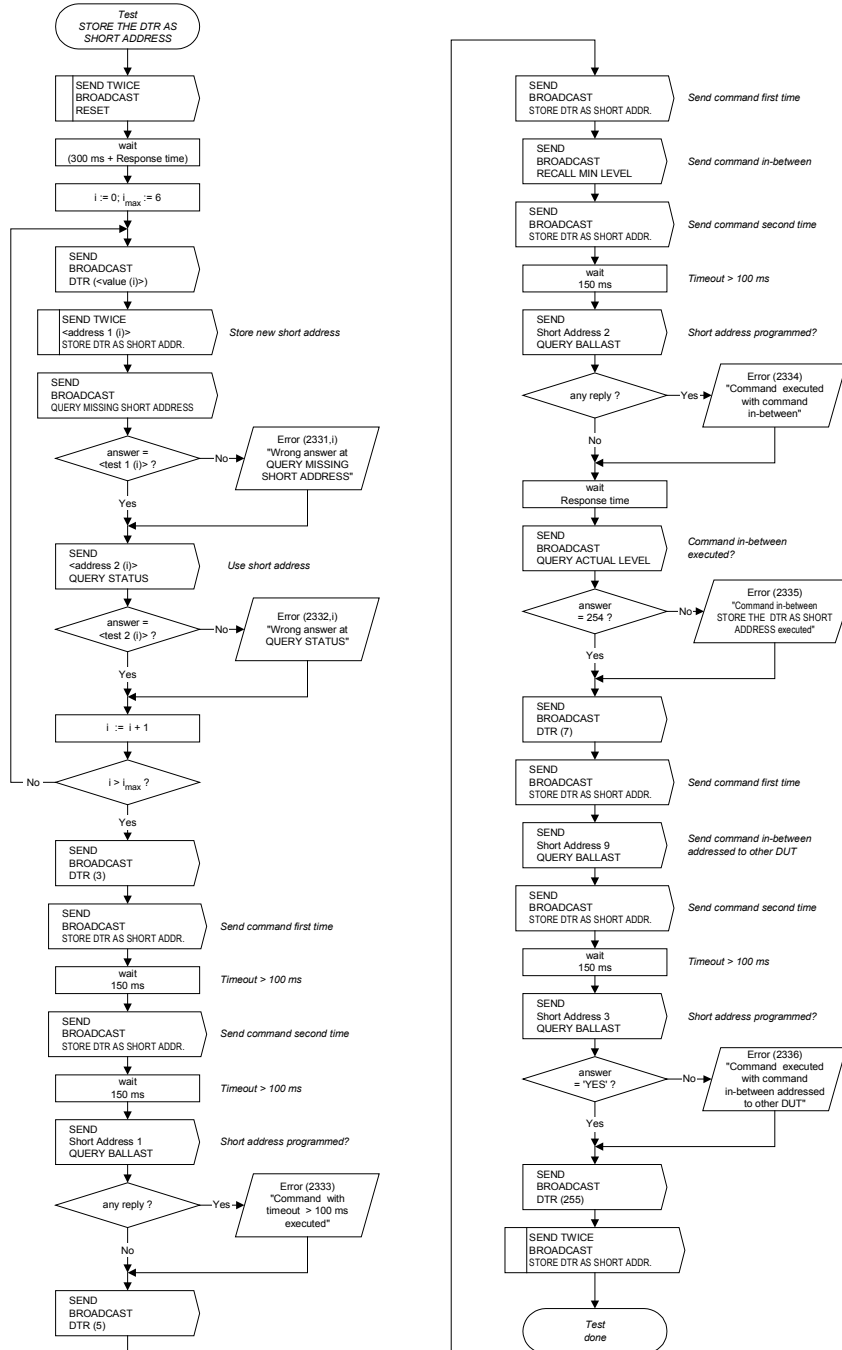 Test
STORE THE DTR AS
SHORT ADDRESS
SEND TWICE
BROADCAST
RESET
wait
(300 ms + Response time)
i := 0; imax := 6
SEND
BROADCAST
DTR (<value (i)>)
SEND TWICE
<address 1 (i)>
STORE DTR AS SHORT ADDR.
Store new short address
SEND
BROADCAST
QUERY MISSING SHORT ADDRESS
answer =
<test 1 (i)> ?
No
Error (2331,i)
"Wrong answer at
QUERY MISSING
SHORT ADDRESS"
Yes
SEND
<address 2 (i)>
QUERY STATUS
Use short address
answer =
<test 2 (i)> ?
No
Error (2332,i)
"Wrong answer at
QUERY STATUS"
Yes
i := i + 1
i > imax ?
No
Yes
SEND
BROADCAST
DTR (3)
SEND
BROADCAST
STORE DTR AS SHORT ADDR.
Send command first time
wait
150 ms
Timeout > 100 ms
SEND
BROADCAST
STORE DTR AS SHORT ADDR.
Send command second time
wait
150 ms
Timeout > 100 ms
SEND
Short Address 1
QUERY BALLAST
Short address programmed?
any reply ?
Yes
Error (2333)
"Command with
timeout > 100 ms
executed"
No
SEND
BROADCAST
DTR (5)
SEND
BROADCAST
STORE DTR AS SHORT ADDR.
Send command first time
SEND
BROADCAST
RECALL MIN LEVEL
Send command in-between
SEND
BROADCAST
STORE DTR AS SHORT ADDR.
Send command second time
wait
150 ms
Timeout > 100 ms
SEND
Short Address 2
QUERY BALLAST
Short address programmed?
any reply ?
Yes
Error (2334)
"Command executed
with command
in-between"
No
wait
Response time
SEND
BROADCAST
QUERY ACTUAL LEVEL
Command in-between
executed?
answer
= 254 ?
No
Error (2335)
"Command in-between
STORE THE DTR AS SHORT
ADDRESS executed"
Yes
SEND
BROADCAST
DTR (7)
SEND
BROADCAST
STORE DTR AS SHORT ADDR.
Send command first time
SEND
Short Address 9
QUERY BALLAST
Send command in-between
addressed to other DUT
SEND
BROADCAST
STORE DTR AS SHORT ADDR.
Send command second time
wait
150 ms
Timeout > 100 ms
SEND
Short Address 3
QUERY BALLAST
Short address programmed?
answer
= 'YES' ?
No
Error (2336)
"Command executed
with command
in-between addressed
to other DUT"
Yes
SEND
BROADCAST
DTR (255)
SEND TWICE
BROADCAST
STORE DTR AS SHORT ADDR.
Test
done